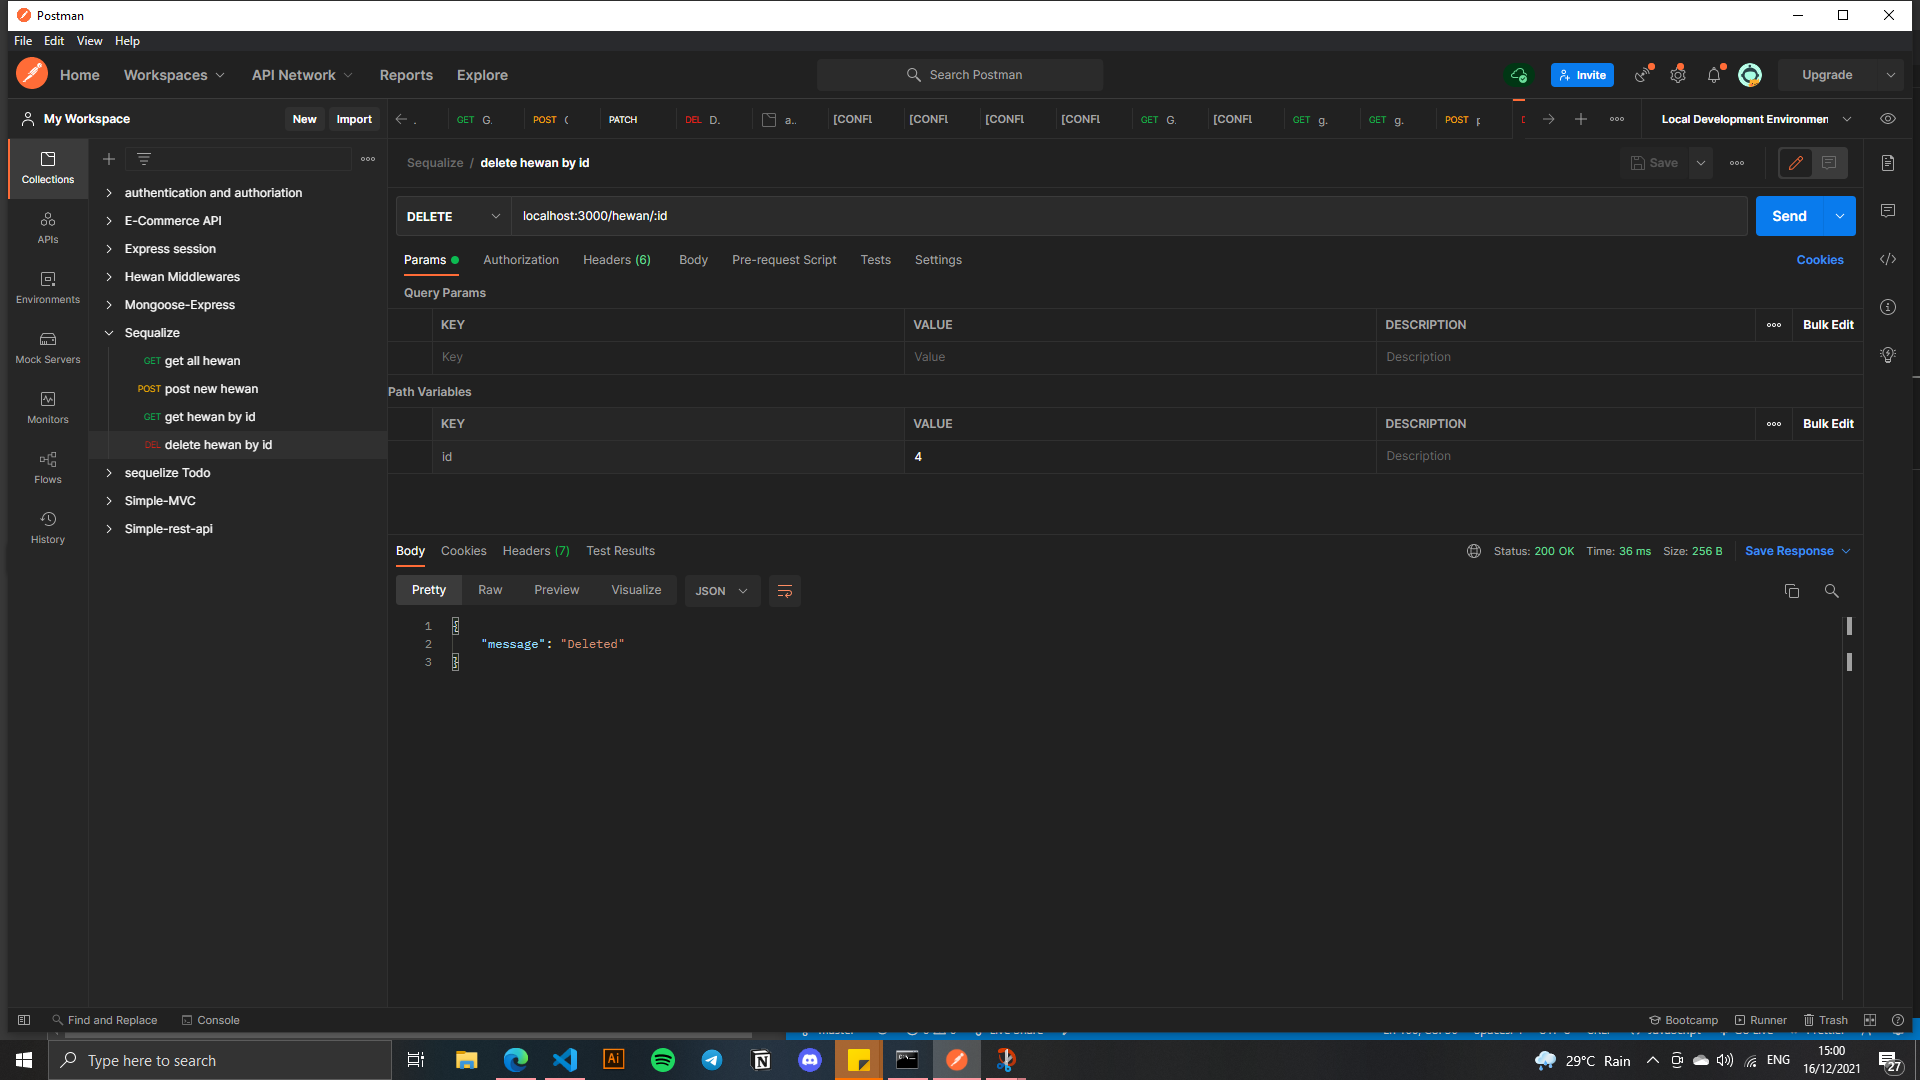 Postman
File Edit View Help
Home Workspaces API Network Reports Explore Search Postman Invite Upgrade
My Workspace New Import . GET G. POST PATCH DEL D. a.. [CONFL [CONFL [CONFL [CONFL GET G. [CONFL GET g. GET g. POST Local Development Environmen
Sequalize / delete hewan by id Save
DELETE localhost:3000/hewan/:id Send
Params Authorization Headers (6) Body Pre-request Script Tests Settings Cookies
Query Params
KEY VALUE DESCRIPTION Bulk Edit
Key Value Description
Path Variables
KEY VALUE DESCRIPTION Bulk Edit
id 4 Description
Collections
APIs
Environments
Mock Servers
Monitors
Flows
History
authentication and authoriation
E-Commerce API
Express session
Hewan Middlewares
Mongoose-Express
Sequalize
GET get all hewan
POST post new hewan
GET get hewan by id
DEL delete hewan by id
sequelize Todo
Simple-MVC
Simple-rest-api
Body Cookies Headers (7) Test Results Status: 200 OK Time: 36 ms Size: 256 B Save Response
Pretty Raw Preview Visualize JSON
1 {
2 "message": "Deleted"
3 }
Find and Replace Console Bootcamp Runner Trash
Type here to search Ai 29°C Rain ENG 15:00
16/12/2021 27